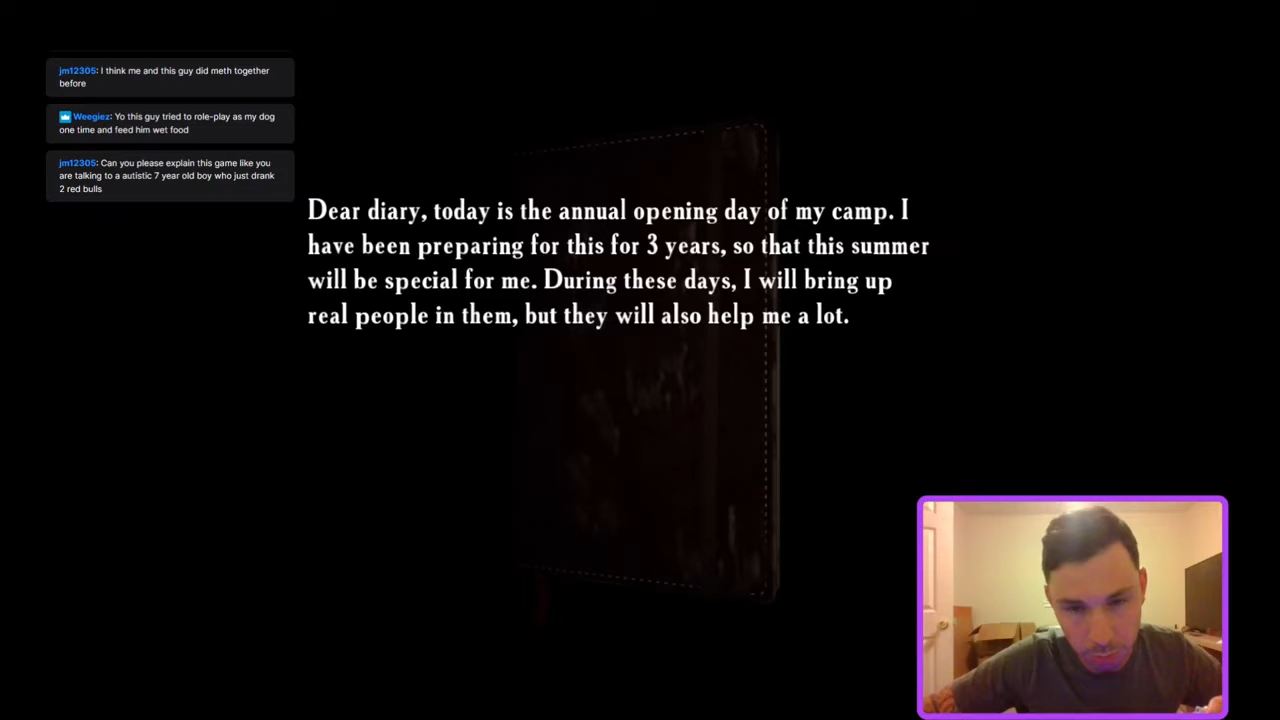 jm12305: I think me and this guy did meth together
before
Weegiez: Yo this guy tried to role-play as my dog
one time and feed him wet food
jm12305: Can you please explain this game like you
are talking to a autistic 7 year old boy who just drank
2 red bulls
Dear diary, today is the annual opening day of my camp. I
have been preparing for this for 3 years, so that this summer
will be special for me. During these days, I will bring up
real people in them, but they will also help me a lot.